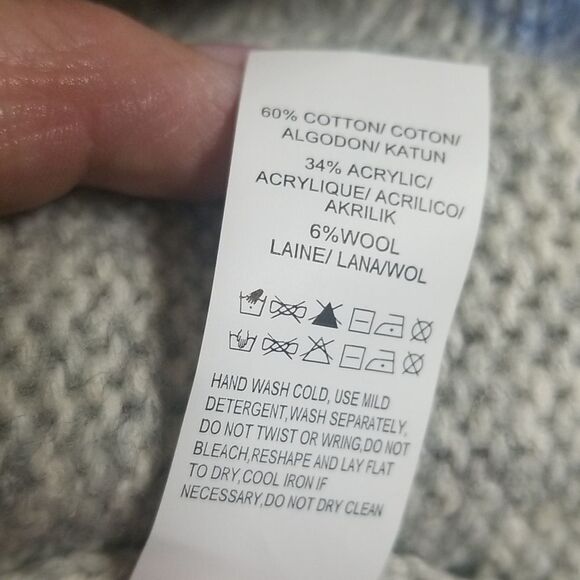 60% COTTON/ COTON/
ALGODON/ KATUN
34% ACRYLIC/
ACRYLIQUE/ ACRILICO/
AKRILIK
6%WOOL
LAINE/ LANA/WOL
HAND WASH COLD, USE MILD
DETERGENT,WASH SEPARATELY,
DO NOT TWIST OR WRING,DO NOT
BLEACH,RESHAPE AND LAY FLAT
TO DRY,COOL IRON IF
NECESSARY,DO NOT DRY CLEAN